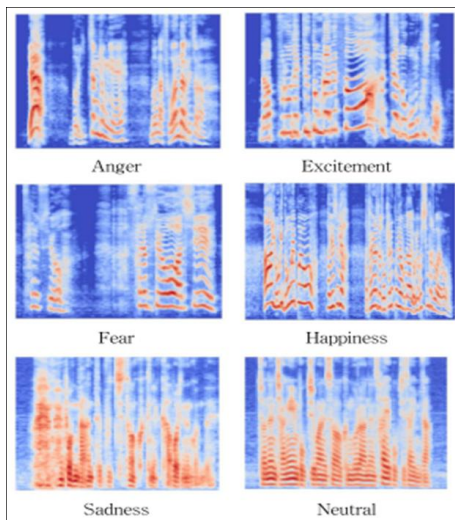 Anger
Excitement
Fear
Happiness
Sadness
Neutral